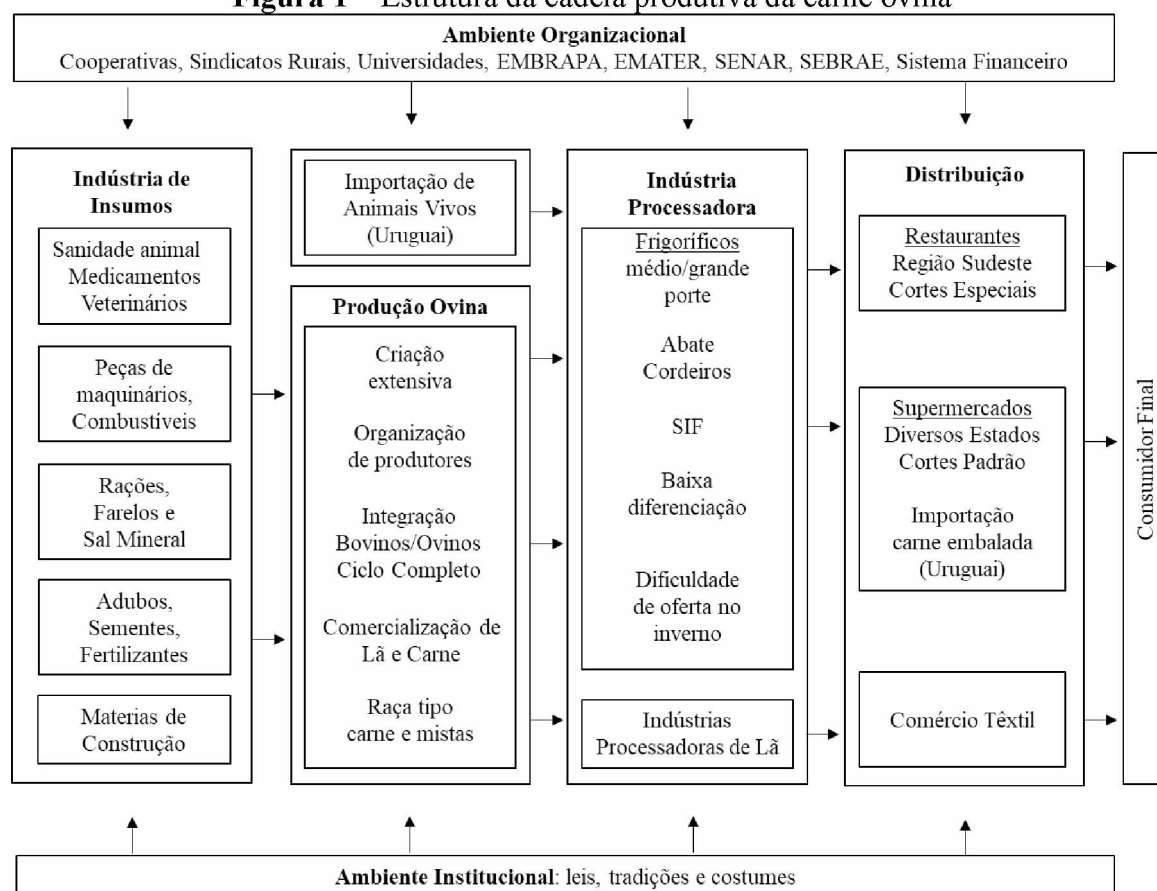 Figura 1 – Estrutura da cadeia produtiva da carne ovina
Ambiente Organizacional
Cooperativas, Sindicatos Rurais, Universidades, EMBRAPA, EMATER, SENAR, SEBRAE, Sistema Financeiro
Indústria de
Insumos
Sanidade animal
Medicamentos
Veterinários
Peças de
maquinários,
Combustíveis
Rações,
Farelos e
Sal Mineral
Adubos,
Sementes,
Fertilizantes
Materias de
Construção
Importação de
Animais Vivos
(Uruguai)
Produção Ovina
Criação
extensiva
Organização
de produtores
Integração
Bovinos/Ovinos
Ciclo Completo
Comercialização de
Lã e Carne
Raça tipo
carne e mistas
Indústria
Processadora
Frigoríficos
médio/grande
porte
Abate
Cordeiros
SIF
Baixa
diferenciação
Dificuldade
de oferta no
inverno
Indústrias
Processadoras de Lã
Distribuição
Restaurantes
Região Sudeste
Cortes Especiais
Supermercados
Diversos Estados
Cortes Padrão
Importação
carne embalada
(Uruguai)
Comércio Têxtil
Consumidor Final
Ambiente Institucional: leis, tradições e costumes